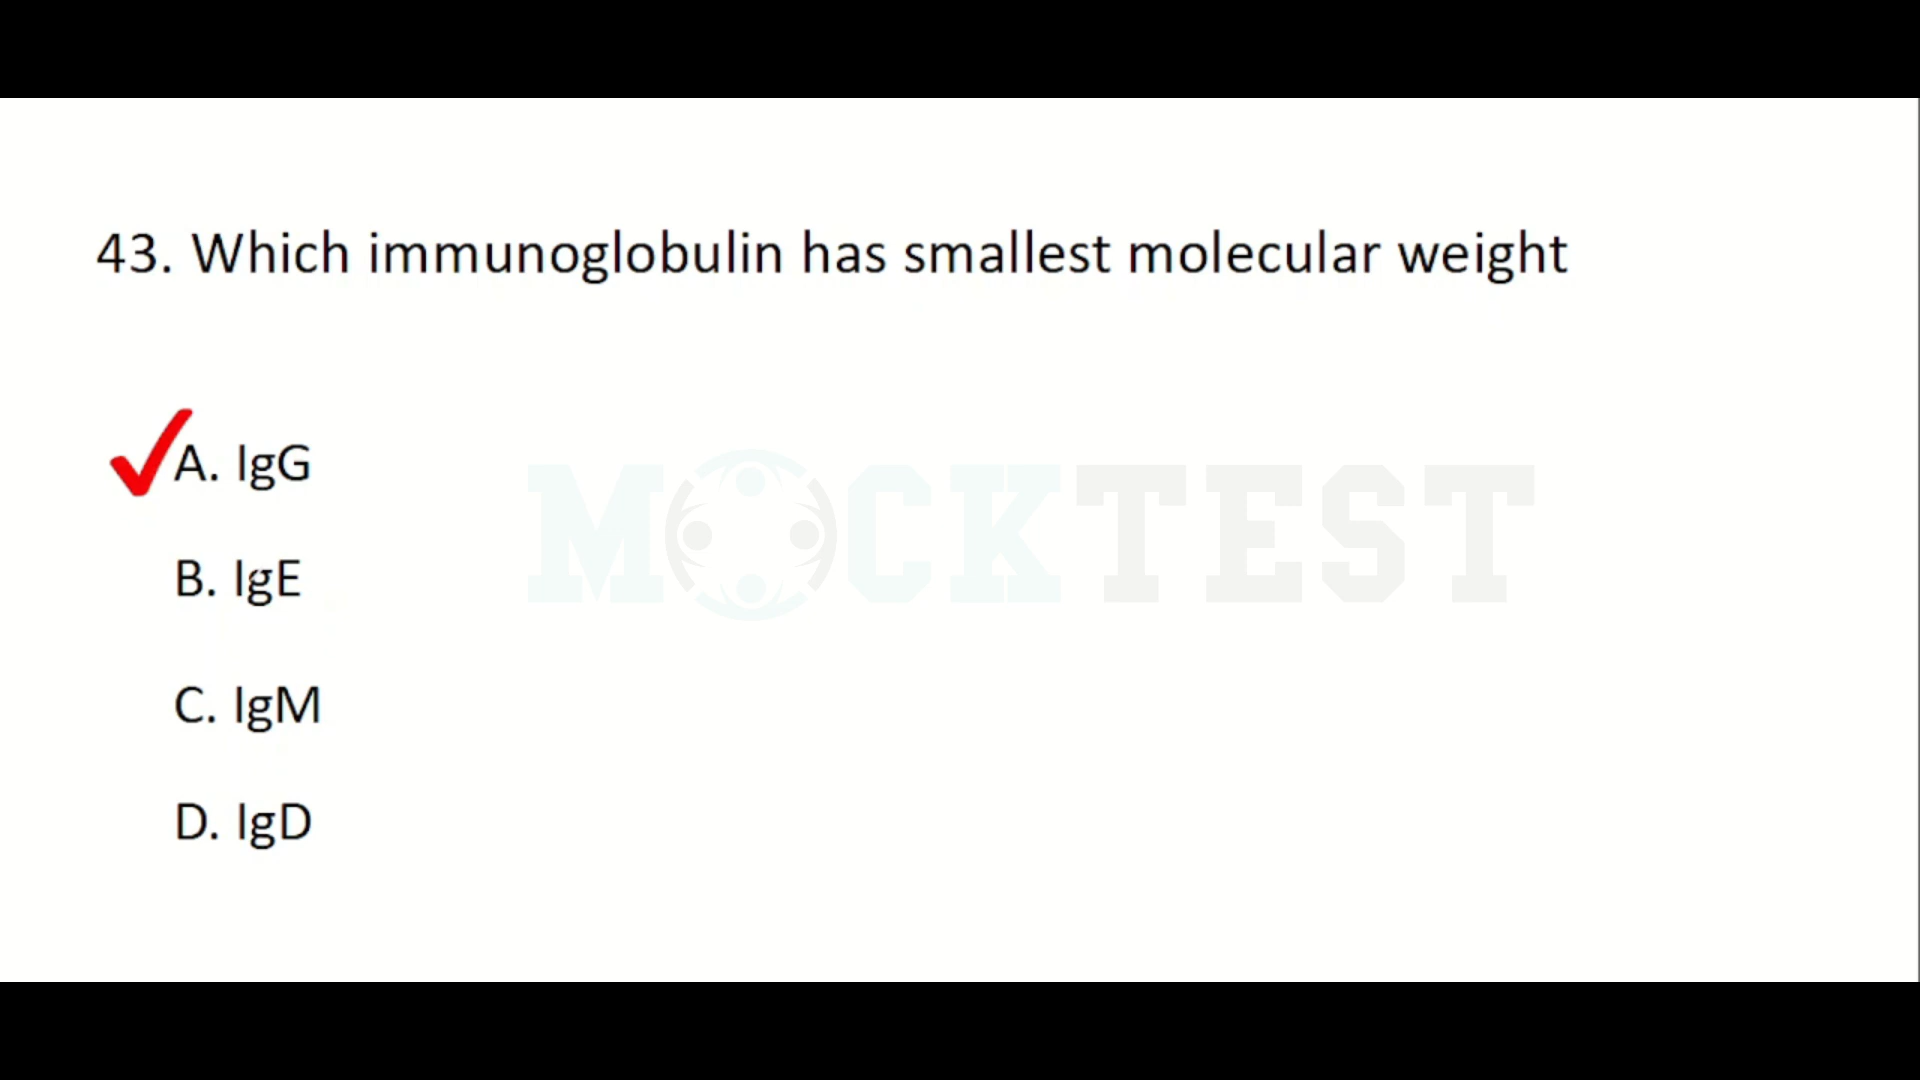 43. Which immunoglobulin has smallest molecular weight
A. IgG
MOCKTEST
B. IgE
C. IgM
D. IgD